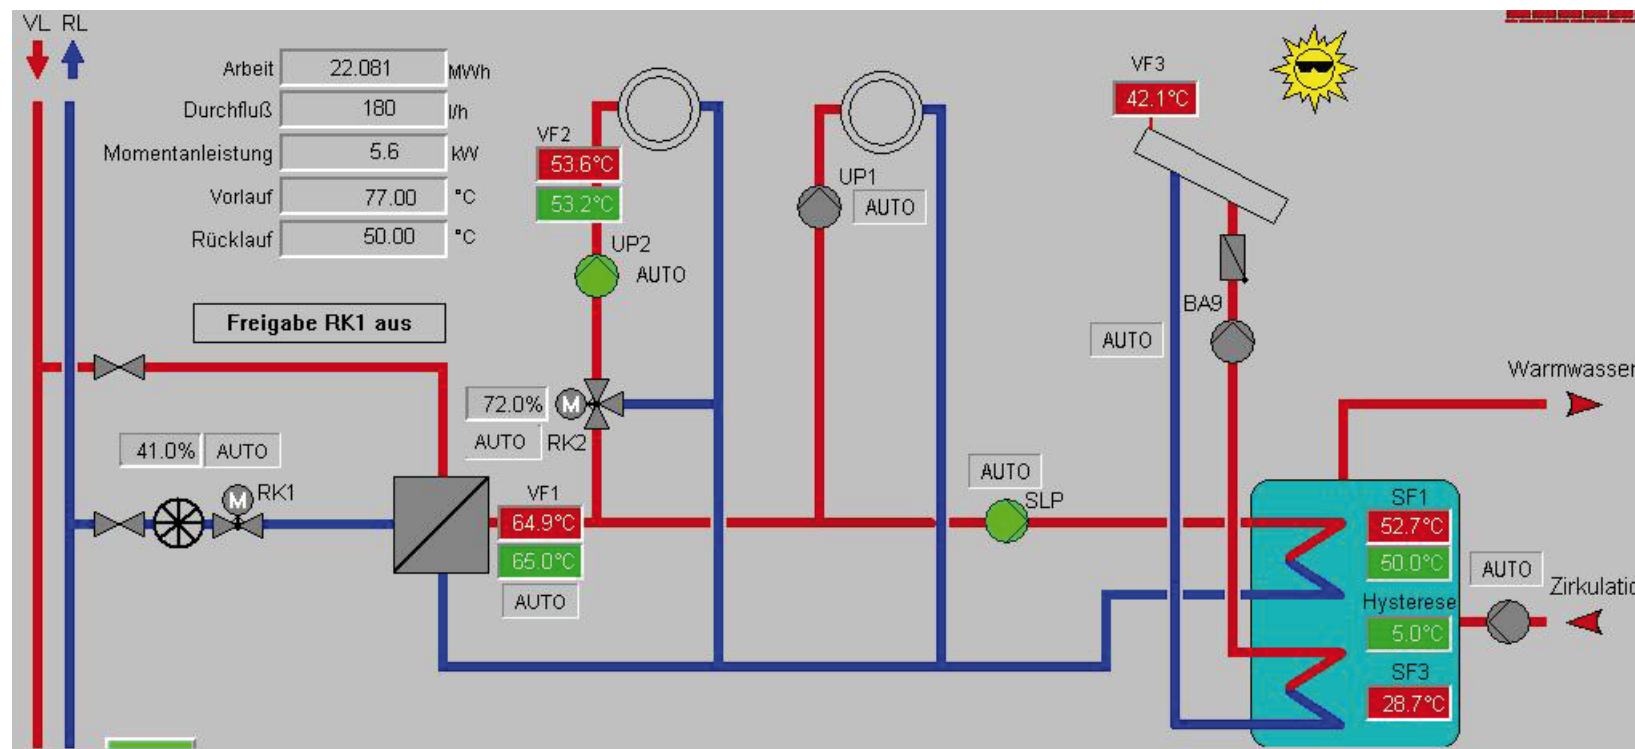 VL RL
Arbeit 22.081 MWh
Durchfluß 180 l/h
Momentanleistung 5.6 kW
Vorlauf 77.00 °C
Rücklauf 50.00 °C
Freigabe RK1 aus
VF2
53.6°C
53.2°C
UP2
AUTO
UP1
AUTO
VF3
42.1°C
BA9
AUTO
72.0% M
AUTO RK2
41.0% AUTO
M RK1
VF1
64.9°C
65.0°C
AUTO
AUTO
SLP
Warmwasser
SF1
52.7°C
50.0°C
Hysterese
5.0°C
SF3
28.7°C
AUTO
Zirkulatio